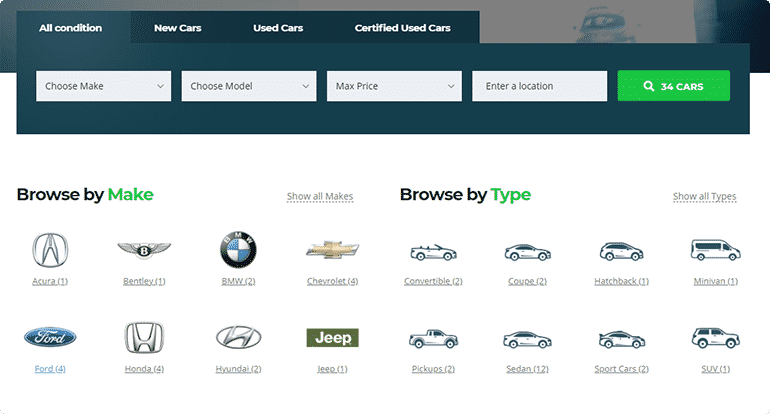 All condition New Cars Used Cars Certified Used Cars
Choose Make Choose Model Max Price Enter a location 34 CARS
Browse by Make Show all Makes Browse by Type Show all Types
B BMW
Acura (1) Bentley (1) BMW (2) Chevrolet (4) Convertible (2) Coupe (2) Hatchback (1) Minivan (1)
Ford Jeep
Ford (4) Honda (4) Hyundai (2) Jeep (1) Pickups (2) Sedan (12) Sport Cars (2) SUV (1)